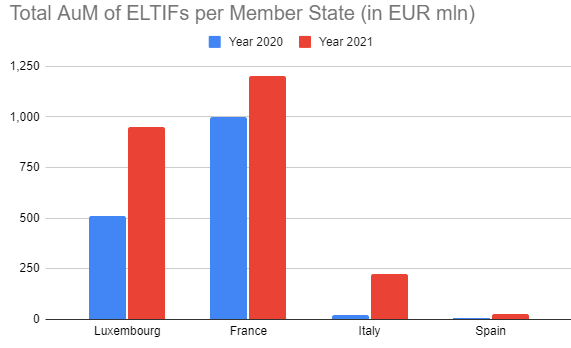 Total AuM of ELTIFs per Member State (in EUR mln)
Year 2020 Year 2021
1,250
1,000
750
500
250
0
Luxembourg France Italy Spain